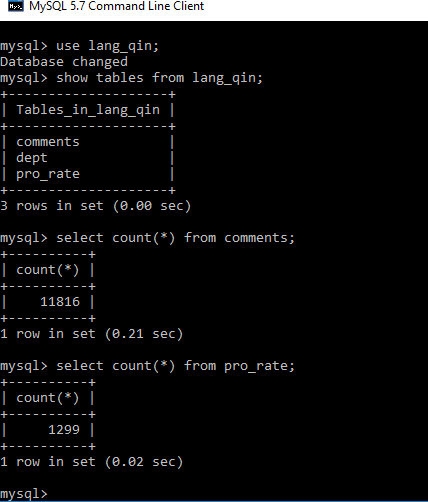 MySQL 5.7 Command Line Client
mysql> use lang_qin;
Database changed
mysql> show tables from lang_qin;
+--------------------+
| Tables_in_lang_qin |
+--------------------+
| comments           |
| dept               |
| pro_rate           |
+--------------------+
3 rows in set (0.00 sec)
mysql> select count(*) from comments;
+----------+
| count(*) |
+----------+
|    11816 |
+----------+
1 row in set (0.21 sec)
mysql> select count(*) from pro_rate;
+----------+
| count(*) |
+----------+
|     1299 |
+----------+
1 row in set (0.02 sec)
mysql>